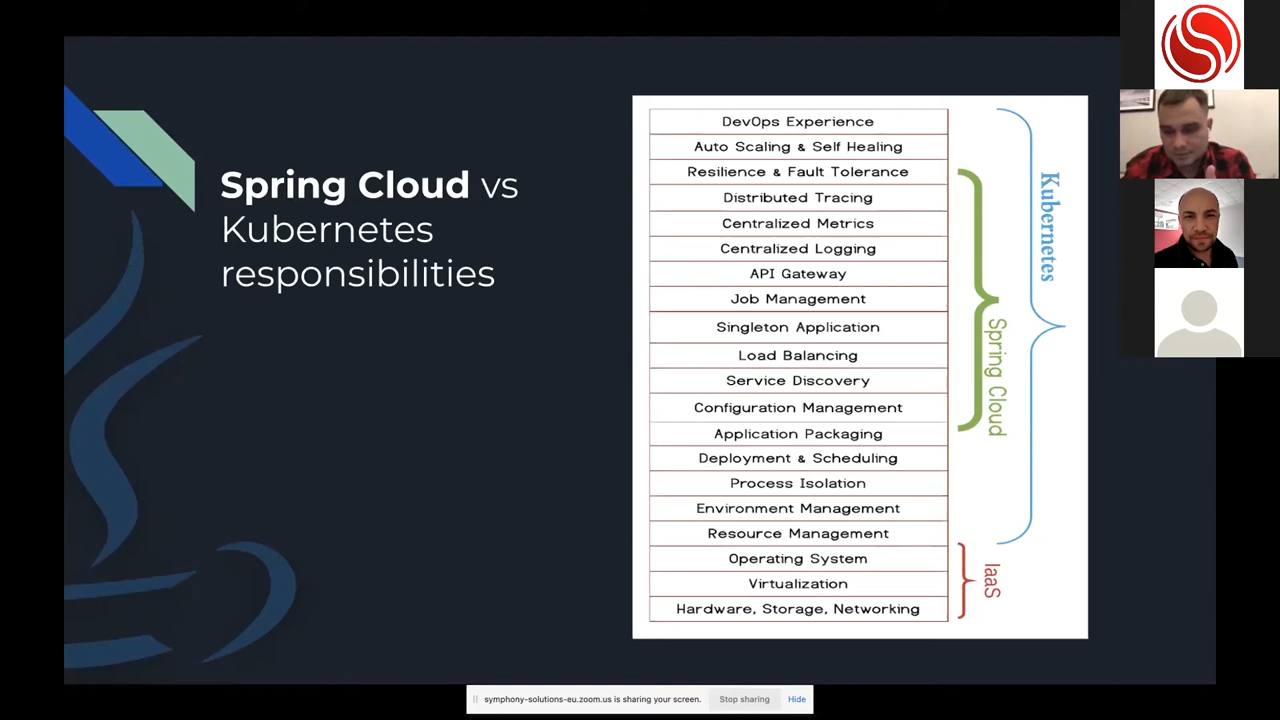 Spring Cloud vs
Kubernetes
responsibilities
DevOps Experience
Auto Scaling & Self Healing
Resilience & Fault Tolerance
Distributed Tracing
Centralized Metrics
Centralized Logging
API Gateway
Job Management
Singleton Application
Load Balancing
Service Discovery
Configuration Management
Application Packaging
Deployment & Scheduling
Process Isolation
Environment Management
Resource Management
Operating System
Virtualization
Hardware, Storage, Networking
Kubernetes
Spring Cloud
IaaS
symphony-solutions-eu.zoom.us is sharing your screen.
Stop sharing
Hide